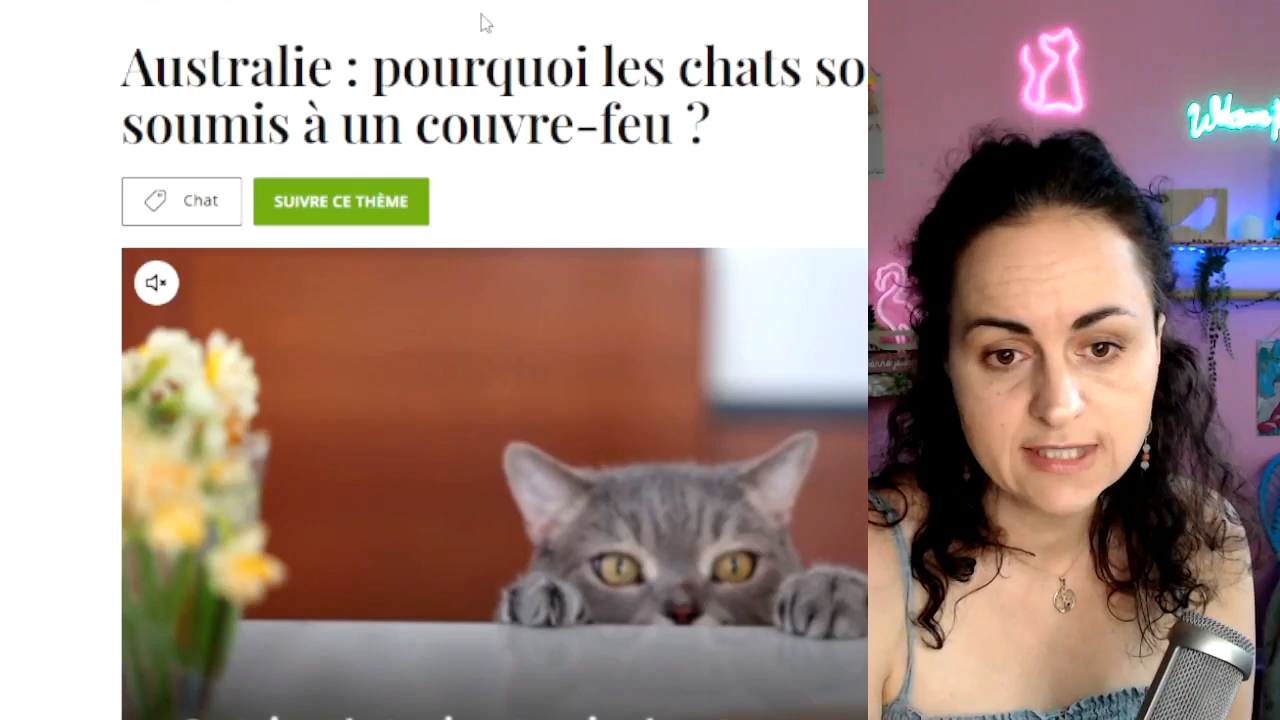 Australie : pourquoi les chats so
soumis à un couvre-feu ?
Chat
SUIVRE CE THÈME